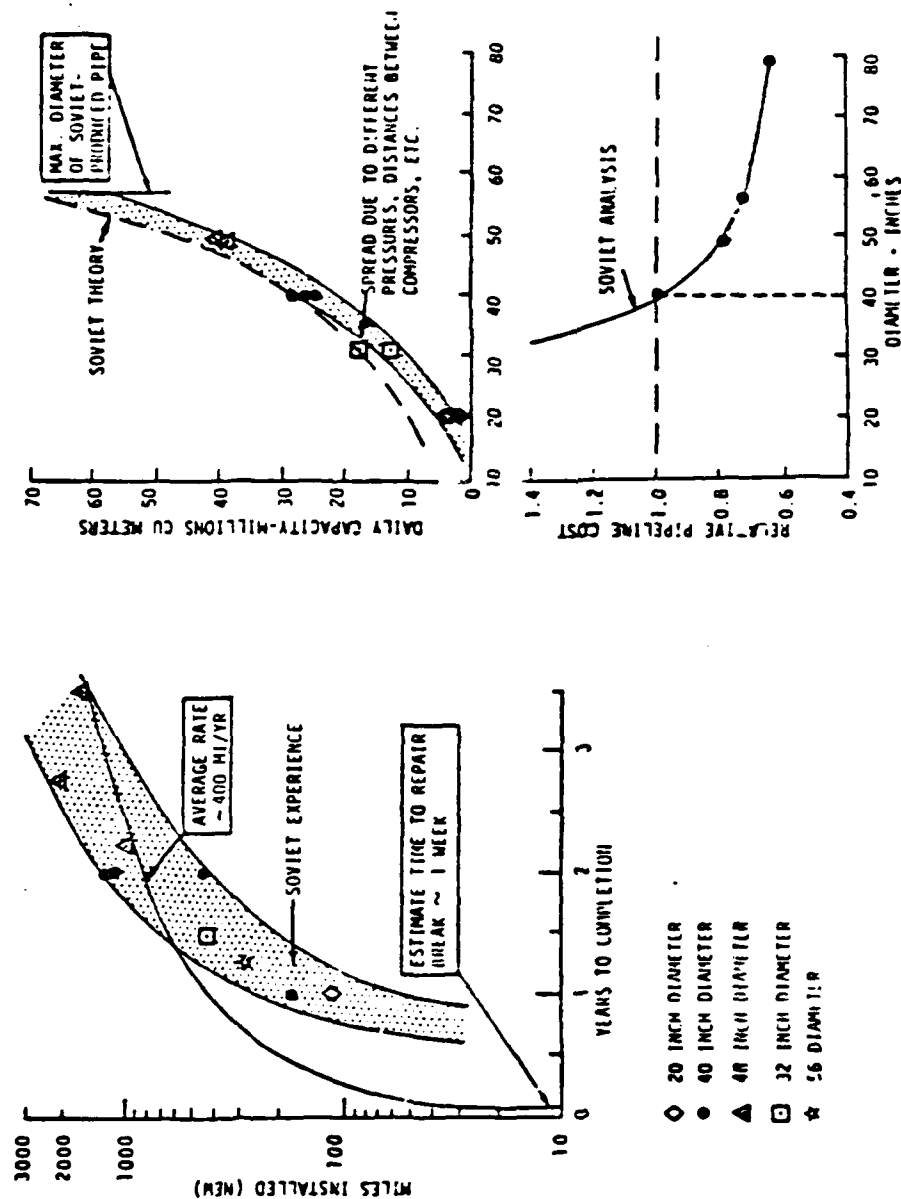 3000
2000
1000
400
100
10
MILES INSTALLED (NEW)
0
1
2
3
YEARS TO COMPLETION
AVERAGE RATE
~ 400 MI/YR
SOVIET EXPERIENCE
ESTIMATE TIME TO REPAIR
BREAK ~ 1 WEEK
20 INCH DIAMETER
40 INCH DIAMETER
48 INCH DIAMETER
32 INCH DIAMETER
56 DIAMETER
70
60
50
40
30
20
10
0
DAILY CAPACITY-MILLIONS CU METERS
10
20
30
40
50
60
70
80
SOVIET THEORY
MAX. DIAMETER
OF SOVIET-
PRODUCED PIPE
SPREAD DUE TO DIFFERENT
PRESSURES, DISTANCES BETWEEN
COMPRESSORS, ETC.
1.4
1.2
1.0
0.8
0.6
0.4
RELATIVE PIPELINE COST
10
20
30
40
50
60
70
80
DIAMETER - INCHES
SOVIET ANALYSIS